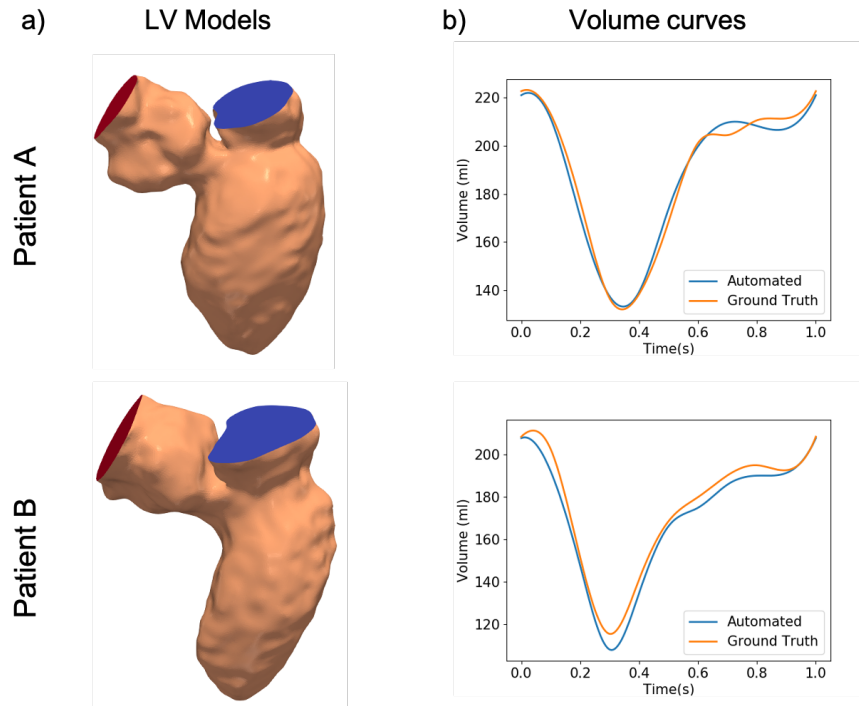 a) LV Models
b) Volume curves
Patient A
Volume (ml)
220
200
180
160
140
Automated
Ground Truth
0.0 0.2 0.4 0.6 0.8 1.0
Time(s)
Patient B
Volume (ml)
200
180
160
140
120
Automated
Ground Truth
0.0 0.2 0.4 0.6 0.8 1.0
Time(s)